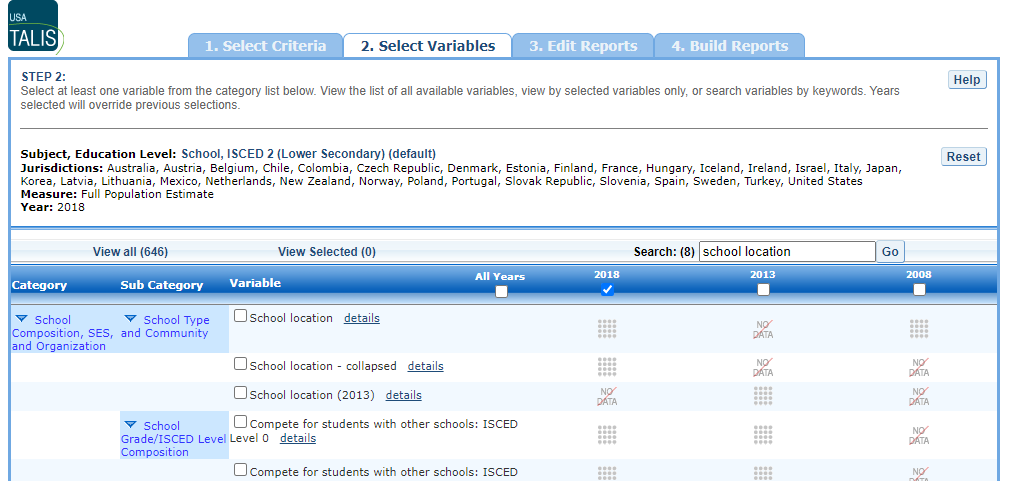 USA
TALIS
1. Select Criteria 2. Select Variables 3. Edit Reports 4. Build Reports
STEP 2: Help
Select at least one variable from the category list below. View the list of all available variables, view by selected variables only, or search variables by keywords. Years
selected will override previous selections.
Subject, Education Level: School, ISCED 2 (Lower Secondary) (default) Reset
Jurisdictions: Australia, Austria, Belgium, Chile, Colombia, Czech Republic, Denmark, Estonia, Finland, France, Hungary, Iceland, Ireland, Israel, Italy, Japan,
Korea, Latvia, Lithuania, Mexico, Netherlands, New Zealand, Norway, Poland, Portugal, Slovak Republic, Slovenia, Spain, Sweden, Turkey, United States
Measure: Full Population Estimate
Year: 2018
View all (646) View Selected (0) Search: (8) school location Go
Category Sub Category Variable All Years 2018 2013 2008
School School Type School location details
Composition, SES, and Community NO DATA
and Organization
School location - collapsed details NO DATA NO DATA
School location (2013) details NO DATA NO DATA
School Compete for students with other schools: ISCED
Grade/ISCED Level Level 0 details NO DATA
Composition
Compete for students with other schools: ISCED NO